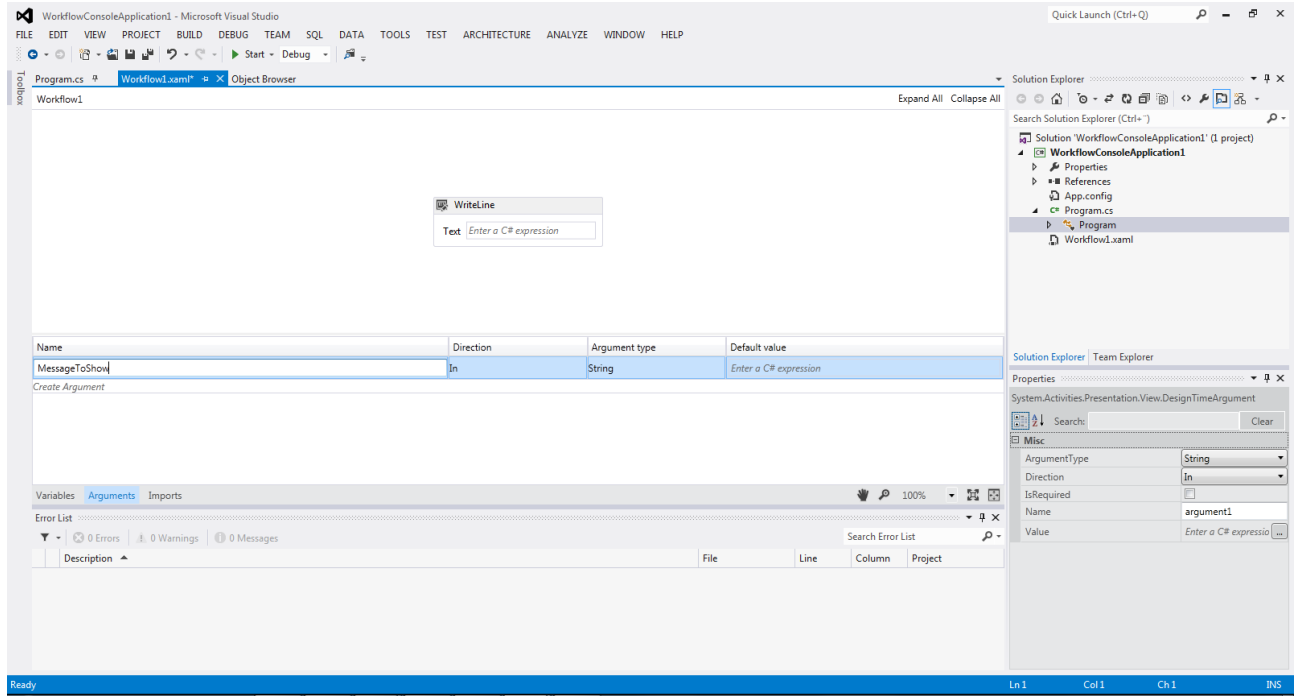 WorkflowConsoleApplication1 - Microsoft Visual Studio
Quick Launch (Ctrl+Q)
FILE EDIT VIEW PROJECT BUILD DEBUG TEAM SQL DATA TOOLS TEST ARCHITECTURE ANALYZE WINDOW HELP
Start Debug
Toolbox
Program.cs Workflow1.xaml* Object Browser
Workflow1 Expand All Collapse All
WriteLine
Text Enter a C# expression
Name Direction Argument type Default value
MessageToShow In String Enter a C# expression
Create Argument
Variables Arguments Imports 100%
Error List
0 Errors 0 Warnings 0 Messages Search Error List
Description File Line Column Project
Solution Explorer
Search Solution Explorer (Ctrl+¨)
Solution 'WorkflowConsoleApplication1' (1 project)
C# WorkflowConsoleApplication1
Properties
References
App.config
C# Program.cs
Program
Workflow1.xaml
Solution Explorer Team Explorer
Properties
System.Activities.Presentation.View.DesignTimeArgument
Search: Clear
Misc
ArgumentType String
Direction In
IsRequired
Name argument1
Value Enter a C# expressio ...
Ready Ln 1 Col 1 Ch 1 INS